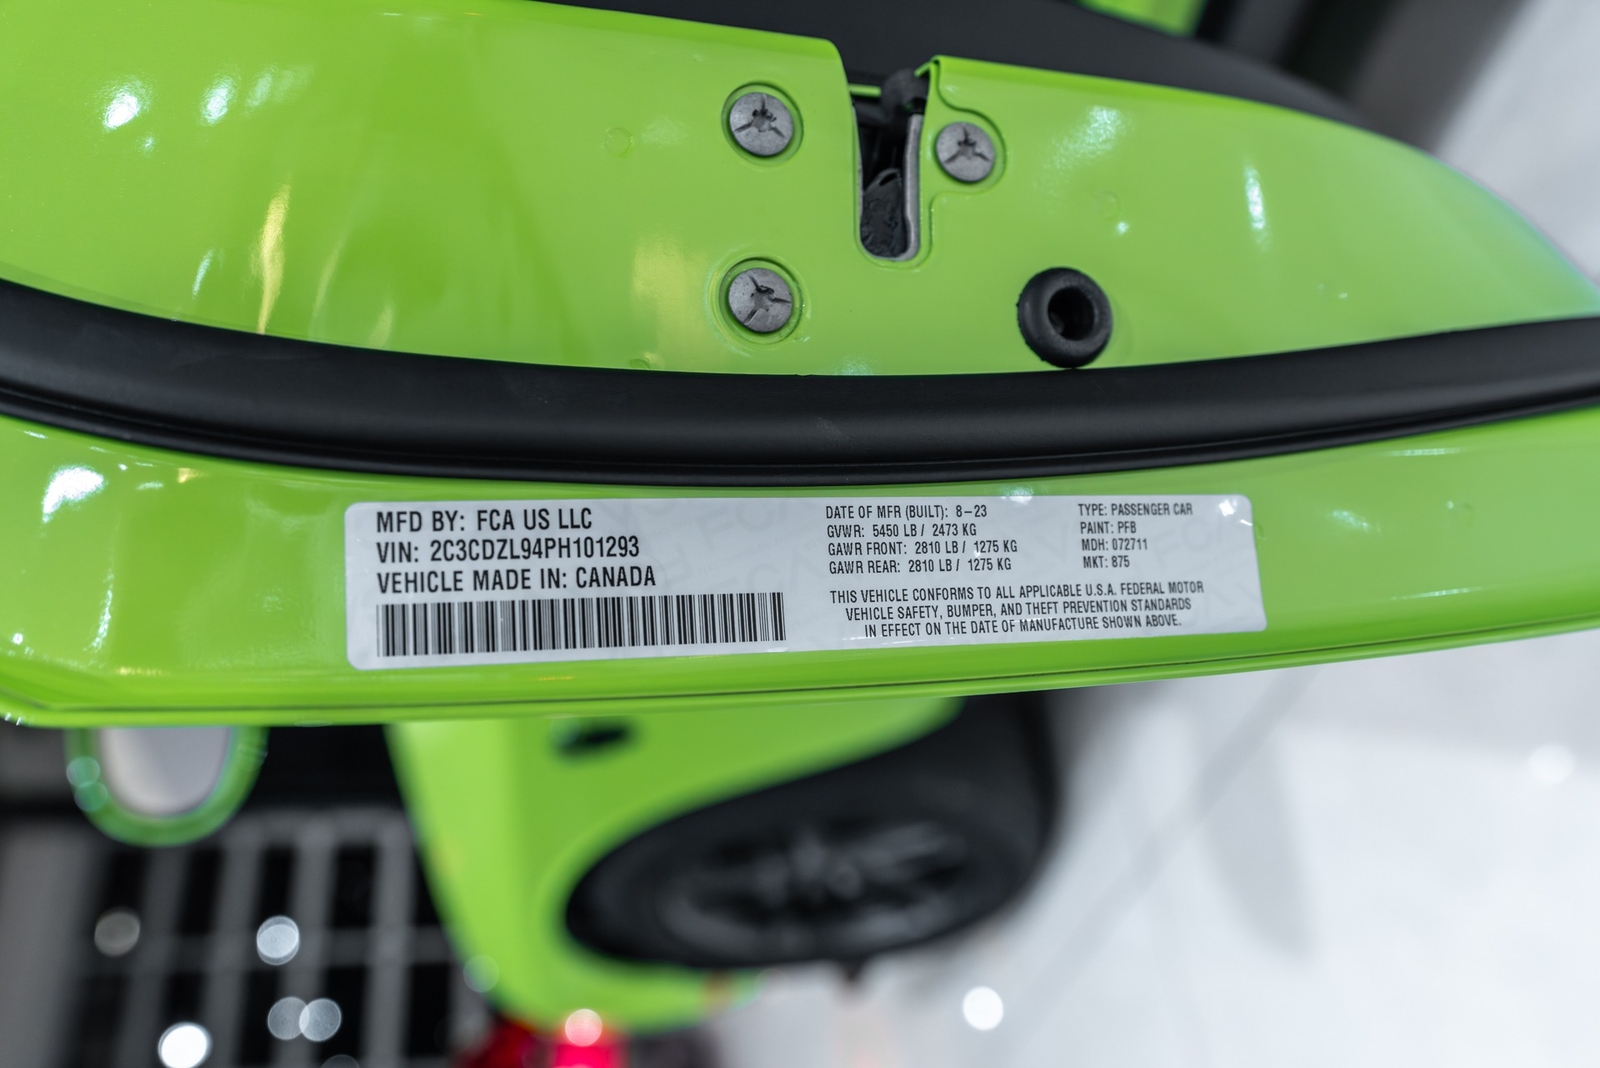 MFD BY: FCA US LLC
VIN: 2C3CDZL94PH101293
VEHICLE MADE IN: CANADA
DATE OF MFR (BUILT): 8-23
GVWR: 5450 LB / 2473 KG
GAWR FRONT: 2810 LB / 1275 KG
GAWR REAR: 2810 LB / 1275 KG
TYPE: PASSENGER CAR
PAINT: PFB
MDH: 072711
MKT: 875
THIS VEHICLE CONFORMS TO ALL APPLICABLE U.S.A. FEDERAL MOTOR
VEHICLE SAFETY, BUMPER, AND THEFT PREVENTION STANDARDS
IN EFFECT ON THE DATE OF MANUFACTURE SHOWN ABOVE.